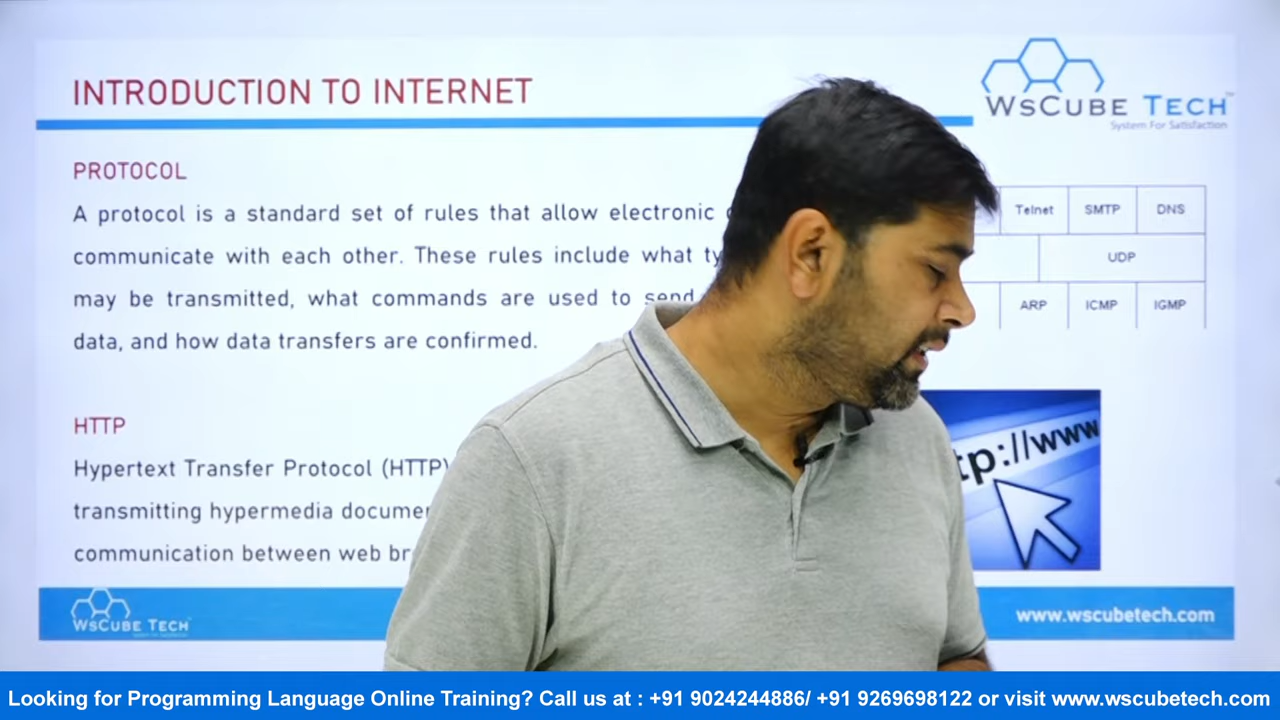 INTRODUCTION TO INTERNET
WSCUBE TECH
System For Satisfaction
PROTOCOL
A protocol is a standard set of rules that allow electronic
communicate with each other. These rules include what
may be transmitted, what commands are used to send
data, and how data transfers are confirmed.
Telnet SMTP DNS
UDP
ARP ICMP IGMP
HTTP
Hypertext Transfer Protocol (HTTP)
transmitting hypermedia
communication between web
tp://www
WSCUBE TECH
www.wscubetech.com
Looking for Programming Language Online Training? Call us at : +91 9024244886/ +91 9269698122 or visit www.wscubetech.com